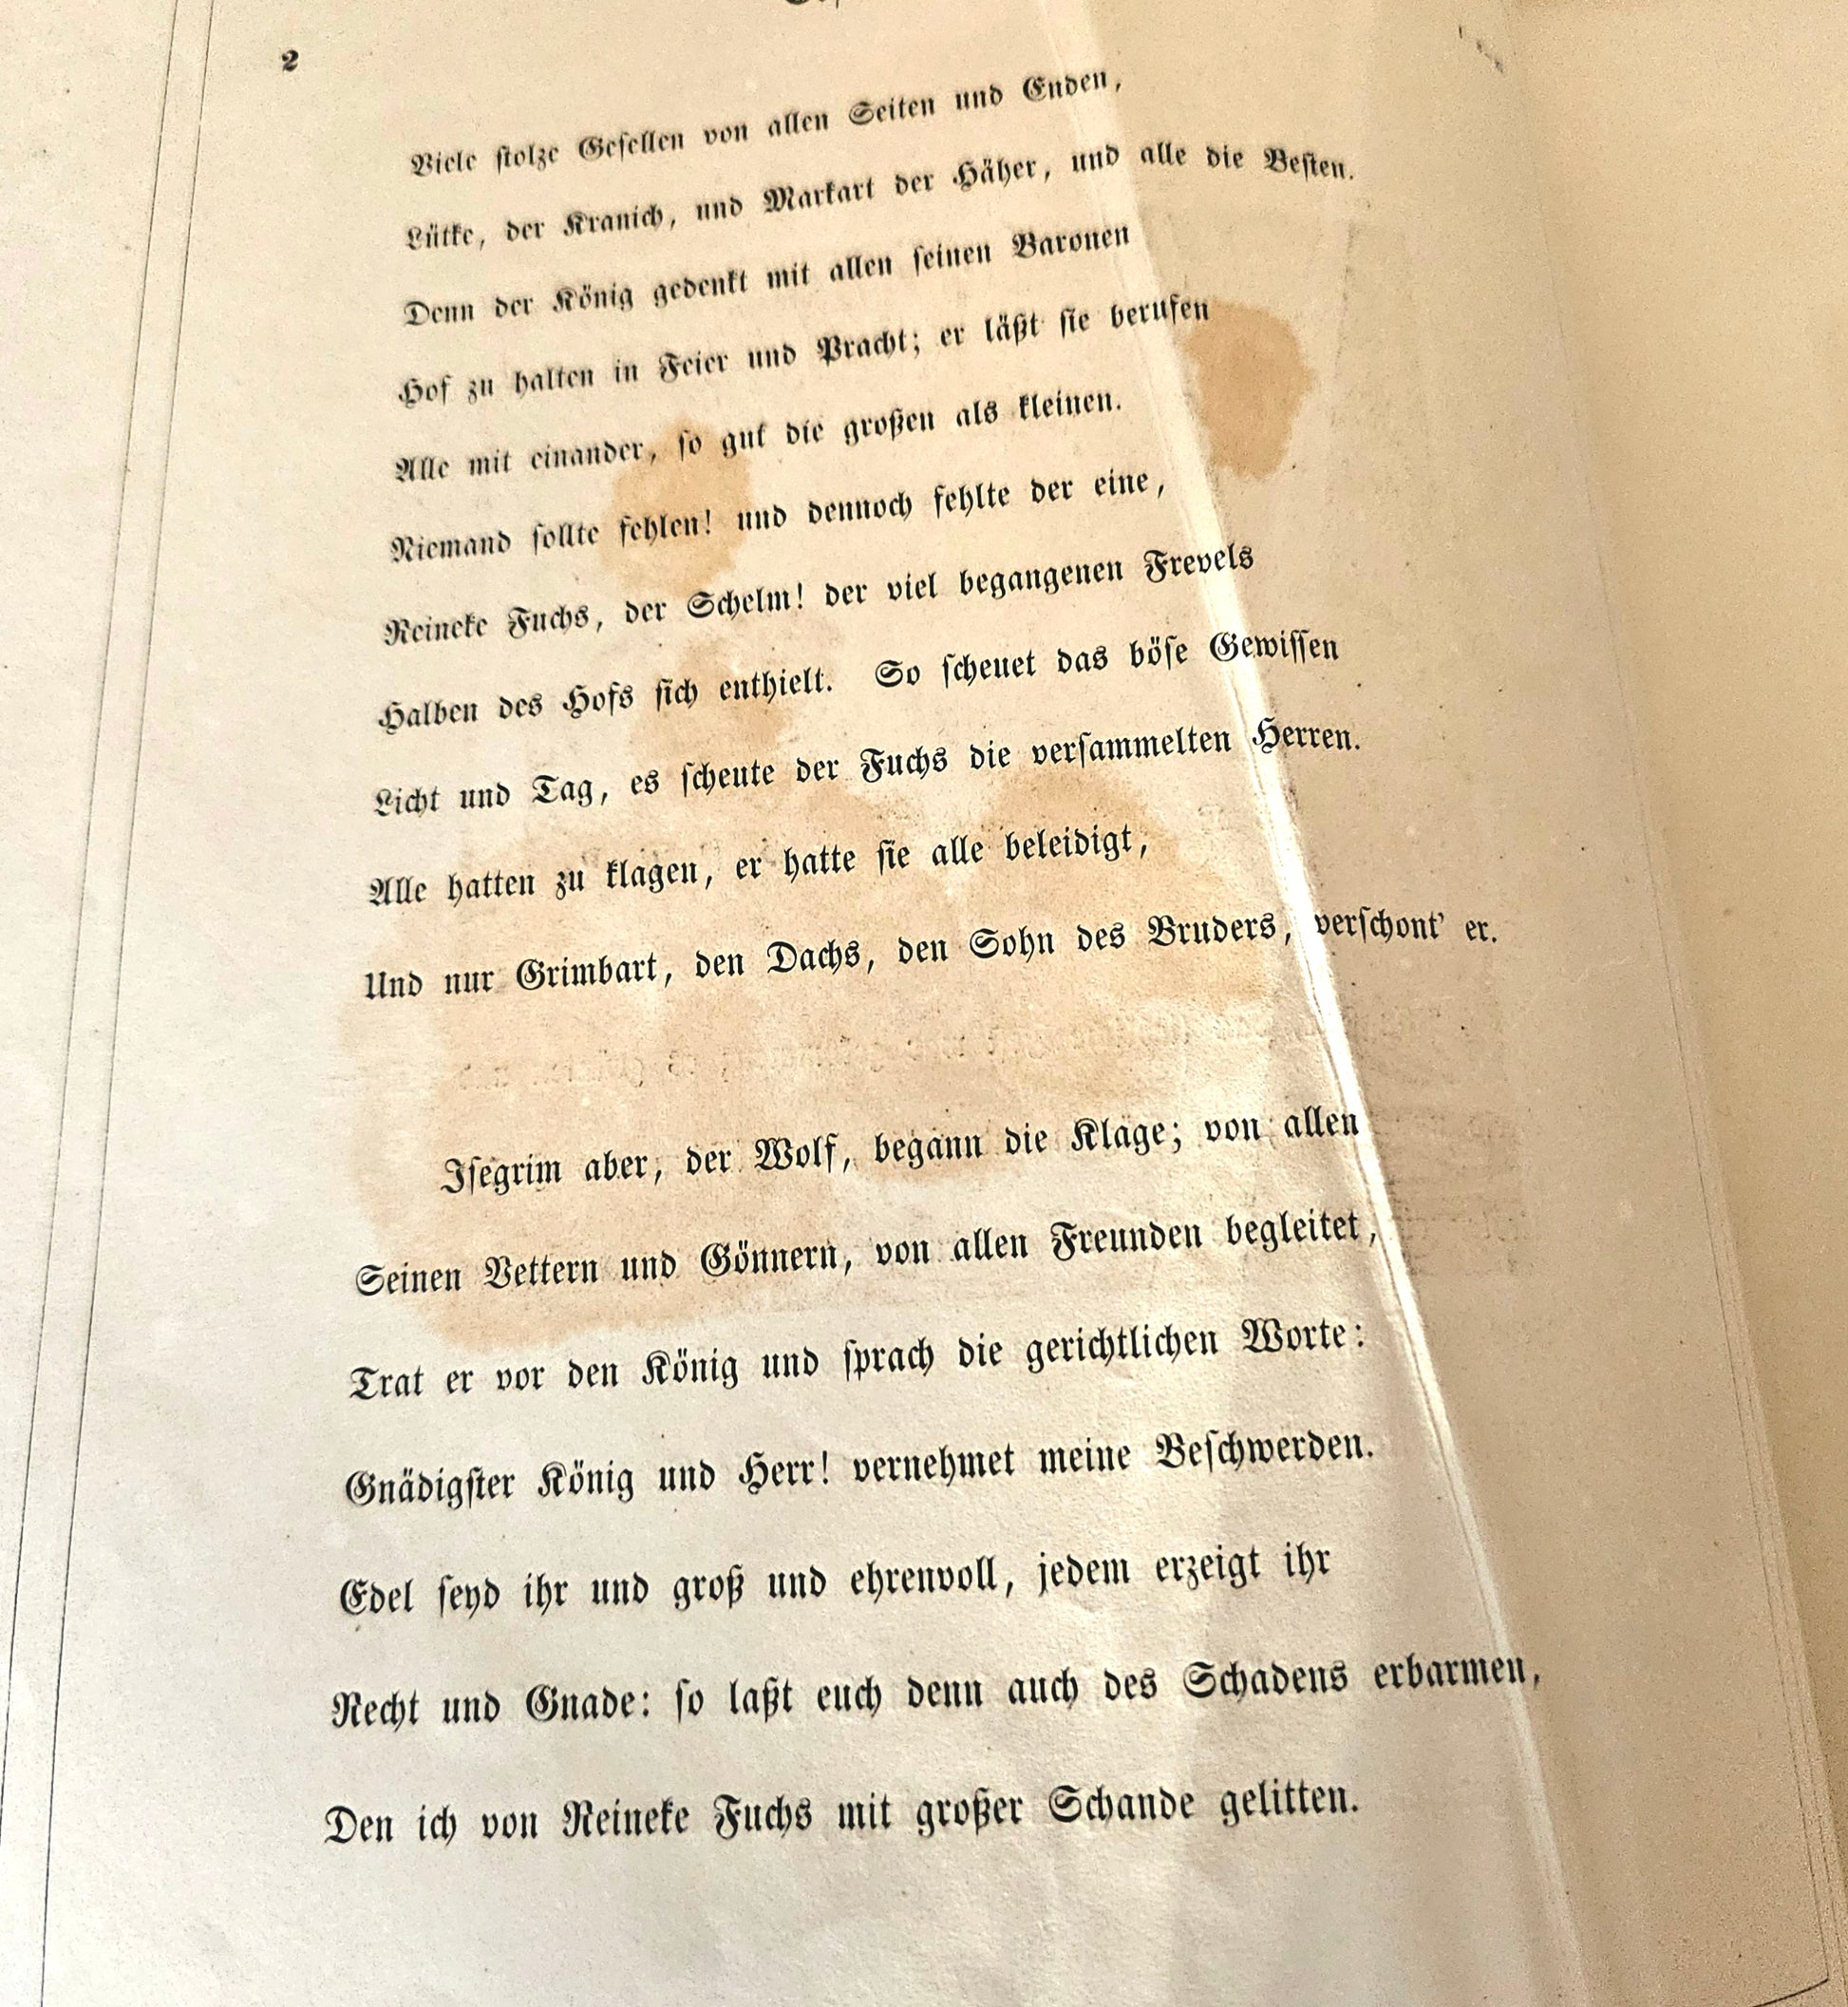 2
Viele stolze Gesellen von allen Seiten und Enden,
Lütke, der Kranich, und Markart der Häher, und alle die Besten.
Denn der König gedenkt mit allen seinen Baronen
Hof zu halten in Feier und Pracht; er läßt sie berufen
Alle mit einander, so gut die großen als kleinen.
Niemand sollte fehlen! und dennoch fehlte der eine,
Reineke Fuchs, der Schelm! der viel begangenen Frevels
Halben des Hofs sich enthielt. So scheuet das böse Gewissen
Licht und Tag, es scheute der Fuchs die versammelten Herren.
Alle hatten zu klagen, er hatte sie alle beleidigt,
Und nur Grimbart, den Dachs, den Sohn des Bruders, verschont' er.
Isegrim aber, der Wolf, begann die Klage; von allen
Seinen Vettern und Gönnern, von allen Freunden begleitet,
Trat er vor den König und sprach die gerichtlichen Worte:
Gnädigster König und Herr! vernehmet meine Beschwerden.
Edel seyd ihr und groß und ehrenvoll, jedem erzeigt ihr
Recht und Gnade: so laßt euch denn auch des Schadens erbarmen,
Den ich von Reineke Fuchs mit großer Schande gelitten.